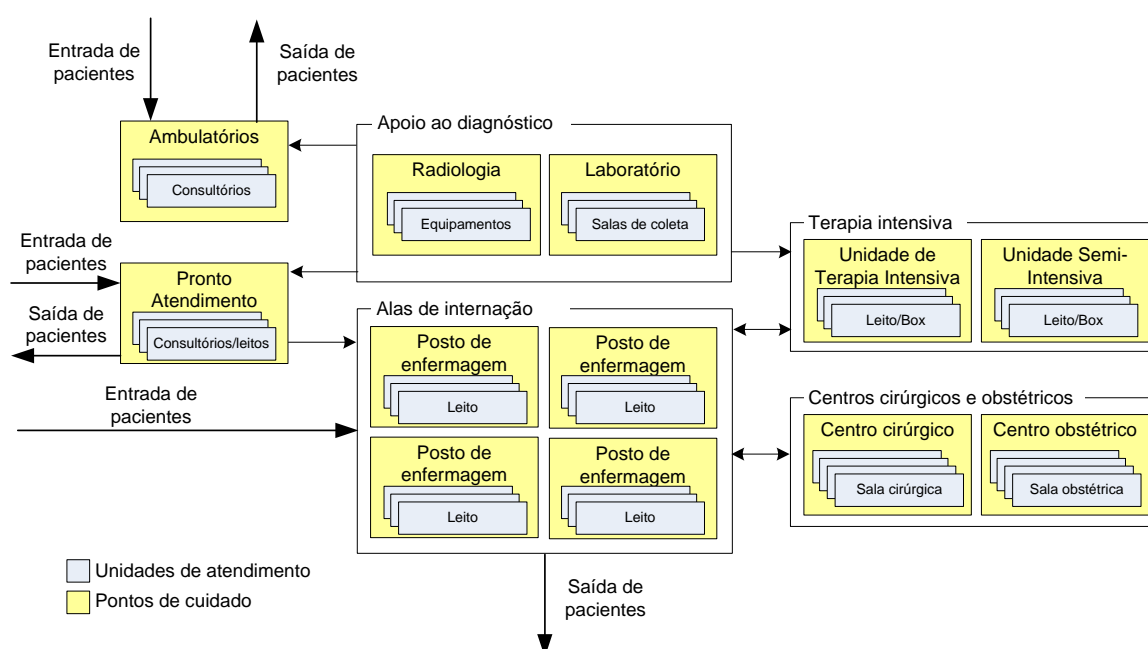 Entrada de
pacientes
Saída de
pacientes
Ambulatórios
Consultórios
Apoio ao diagnóstico
Radiologia
Equipamentos
Laboratório
Salas de coleta
Entrada de
pacientes
Pronto
Atendimento
Consultórios/leitos
Saída de
pacientes
Terapia intensiva
Unidade de
Terapia Intensiva
Leito/Box
Unidade Semi-
Intensiva
Leito/Box
Alas de internação
Posto de
enfermagem
Leito
Posto de
enfermagem
Leito
Entrada de
pacientes
Posto de
enfermagem
Leito
Posto de
enfermagem
Leito
Centros cirúrgicos e obstétricos
Centro cirúrgico
Sala cirúrgica
Centro obstétrico
Sala obstétrica
Unidades de atendimento
Pontos de cuidado
Saída de
pacientes